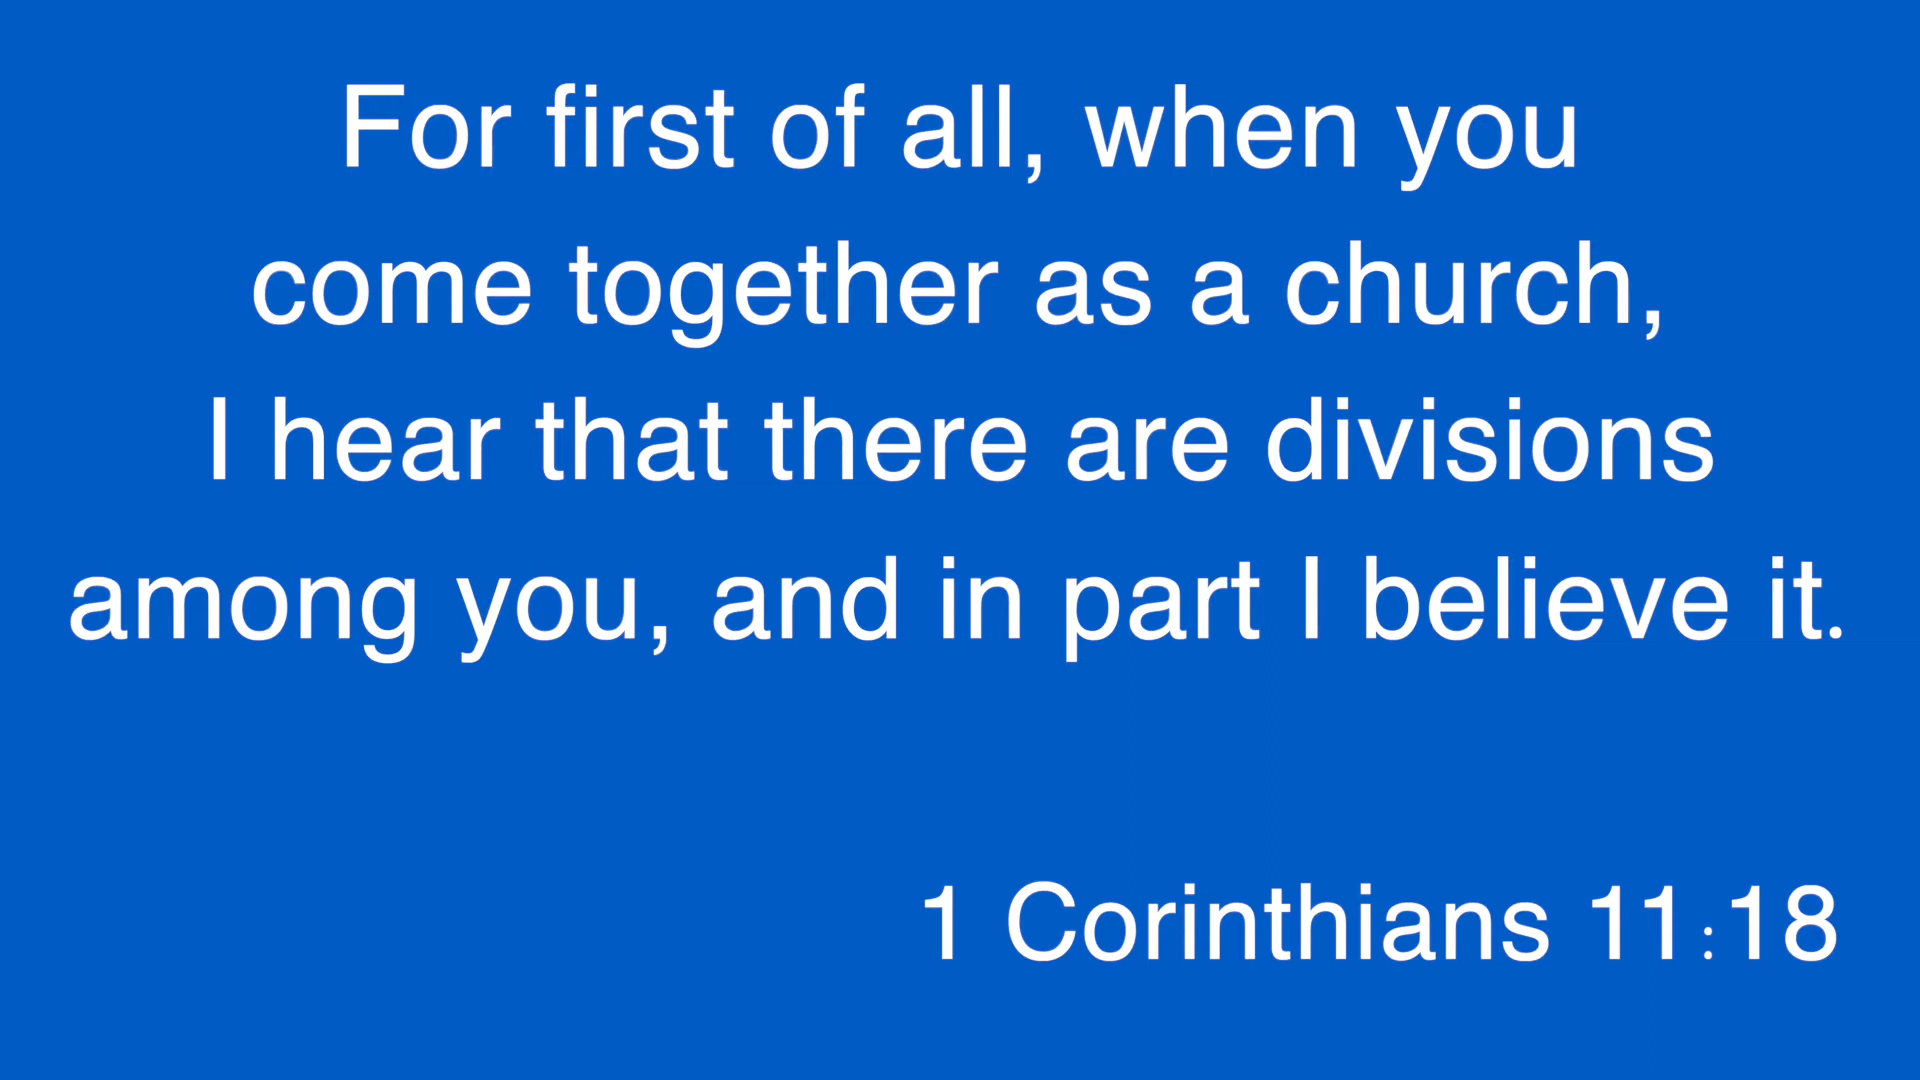 For first of all, when you
come together as a church,
I hear that there are divisions
among you, and in part I believe it.
1 Corinthians 11:18